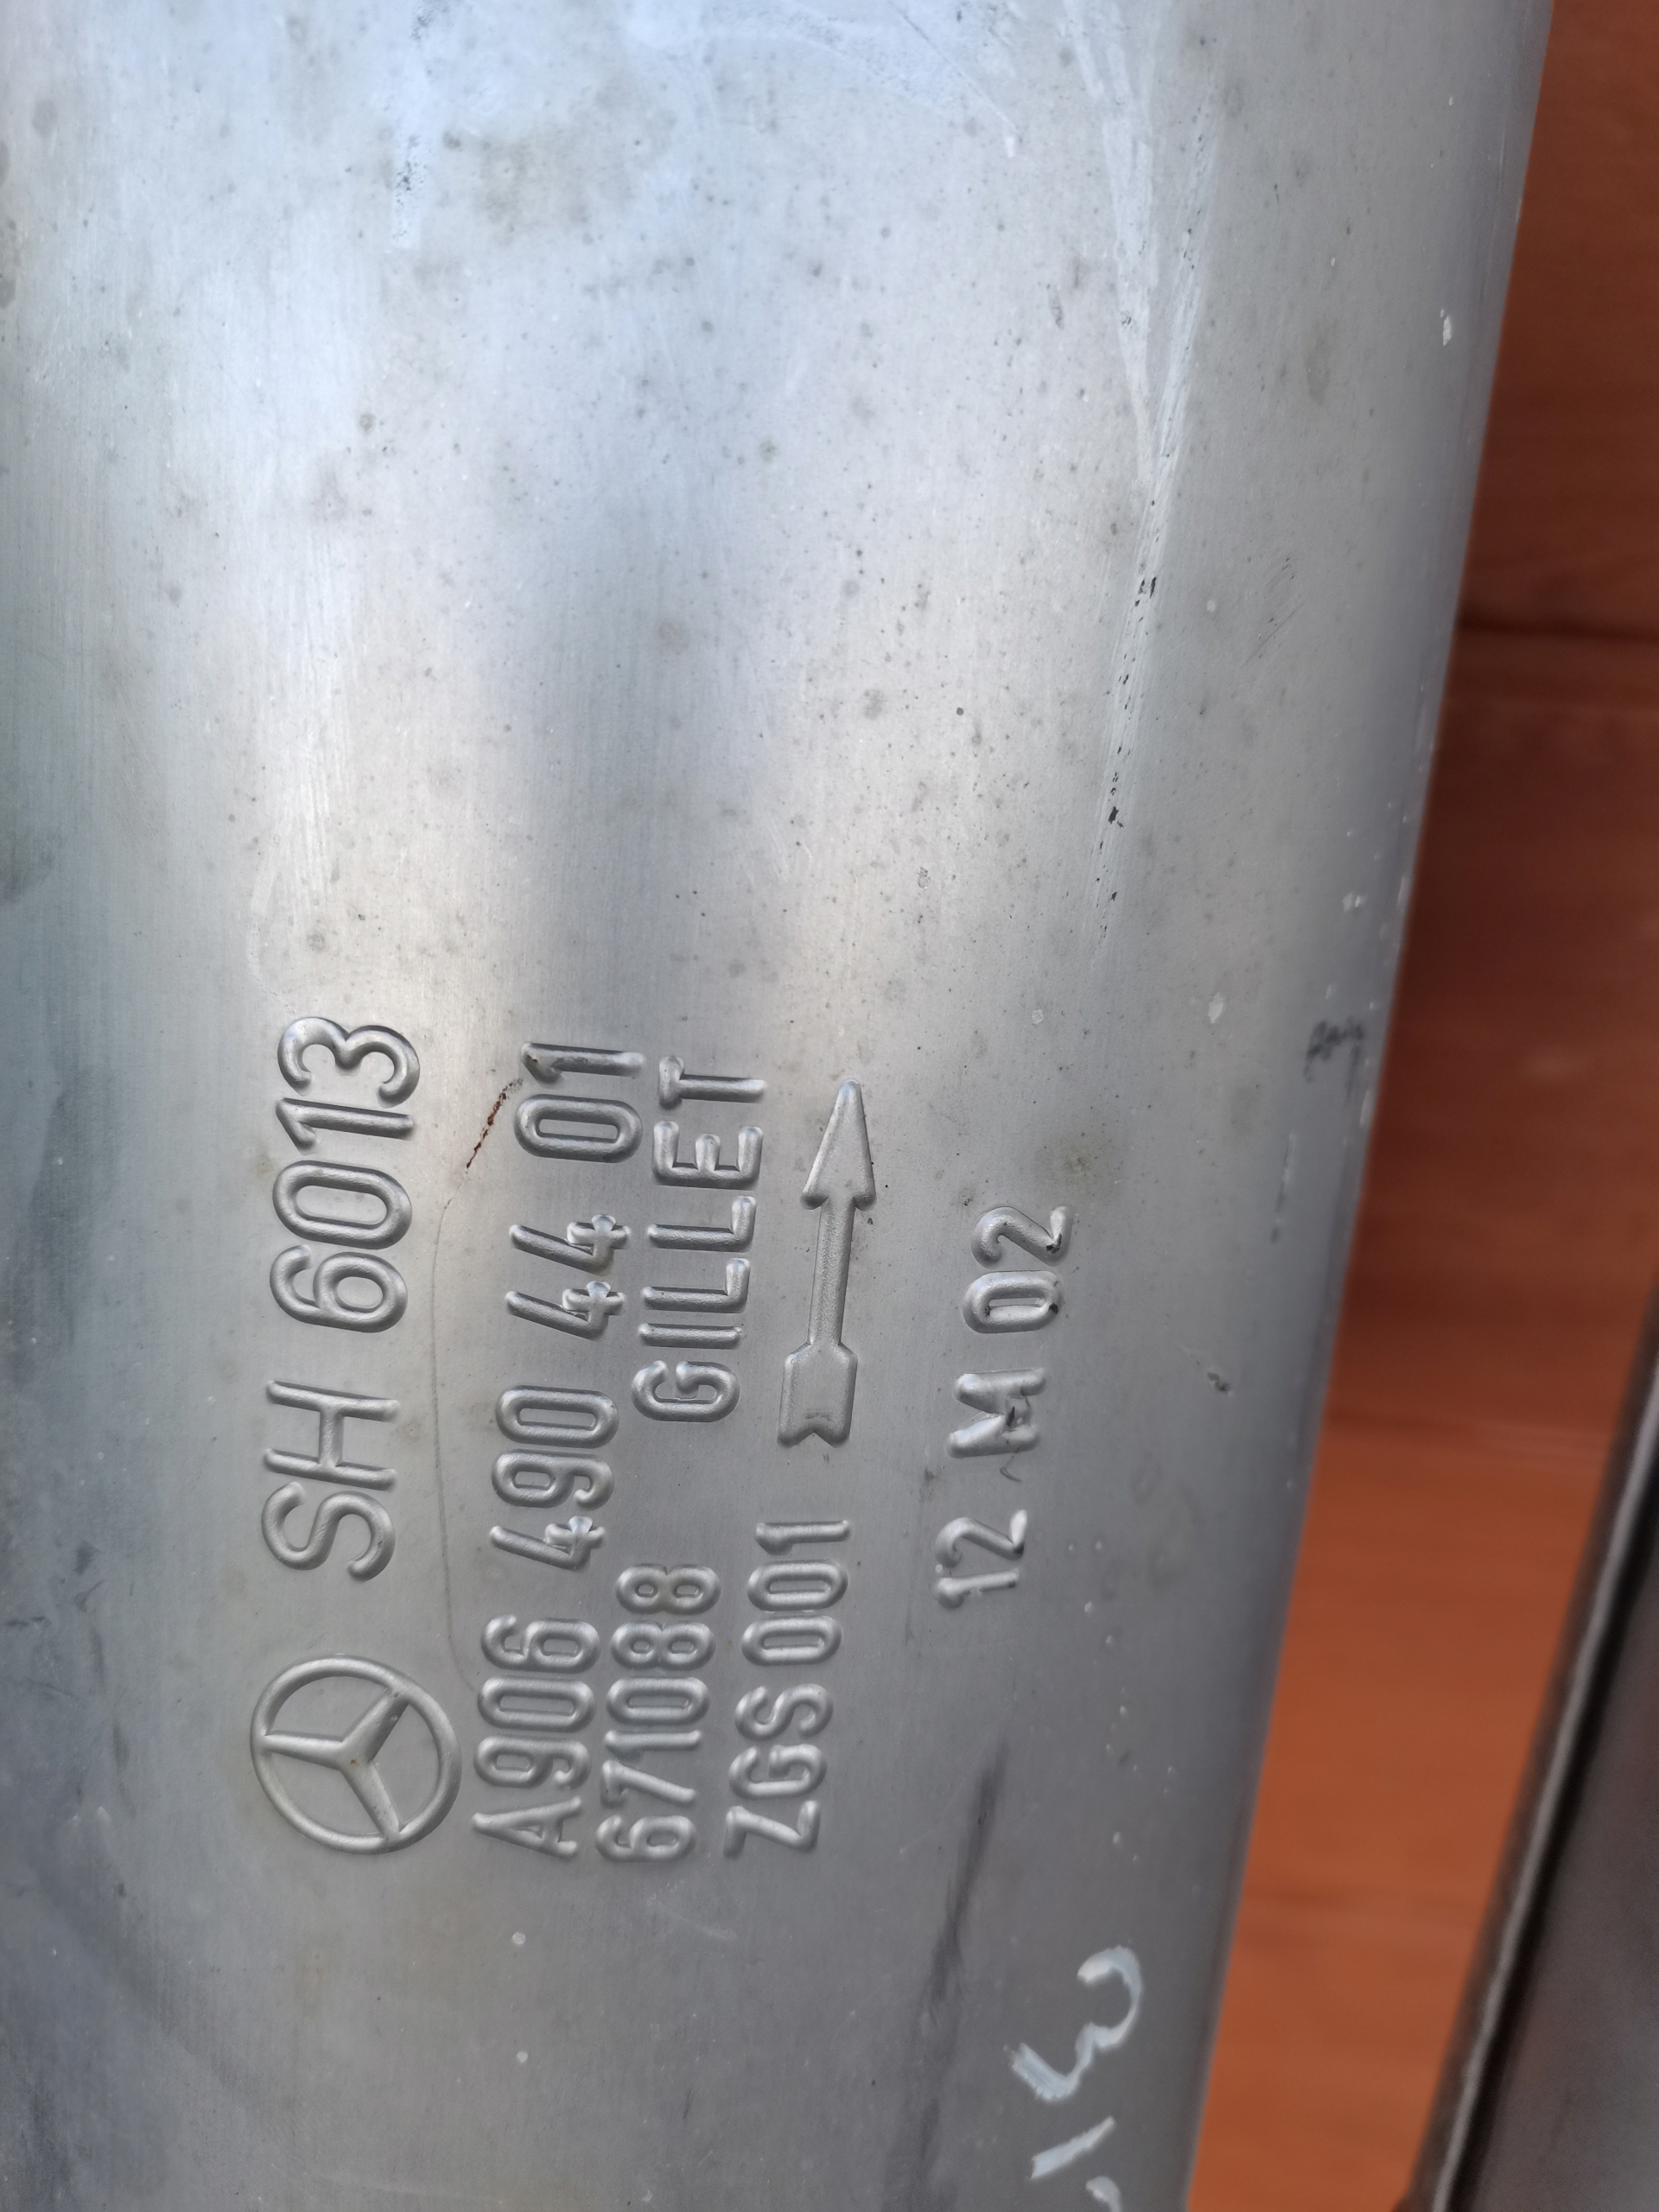 SH 6013
A906 490 44 01
671088 GILLET
ZGS 001
12 M 02